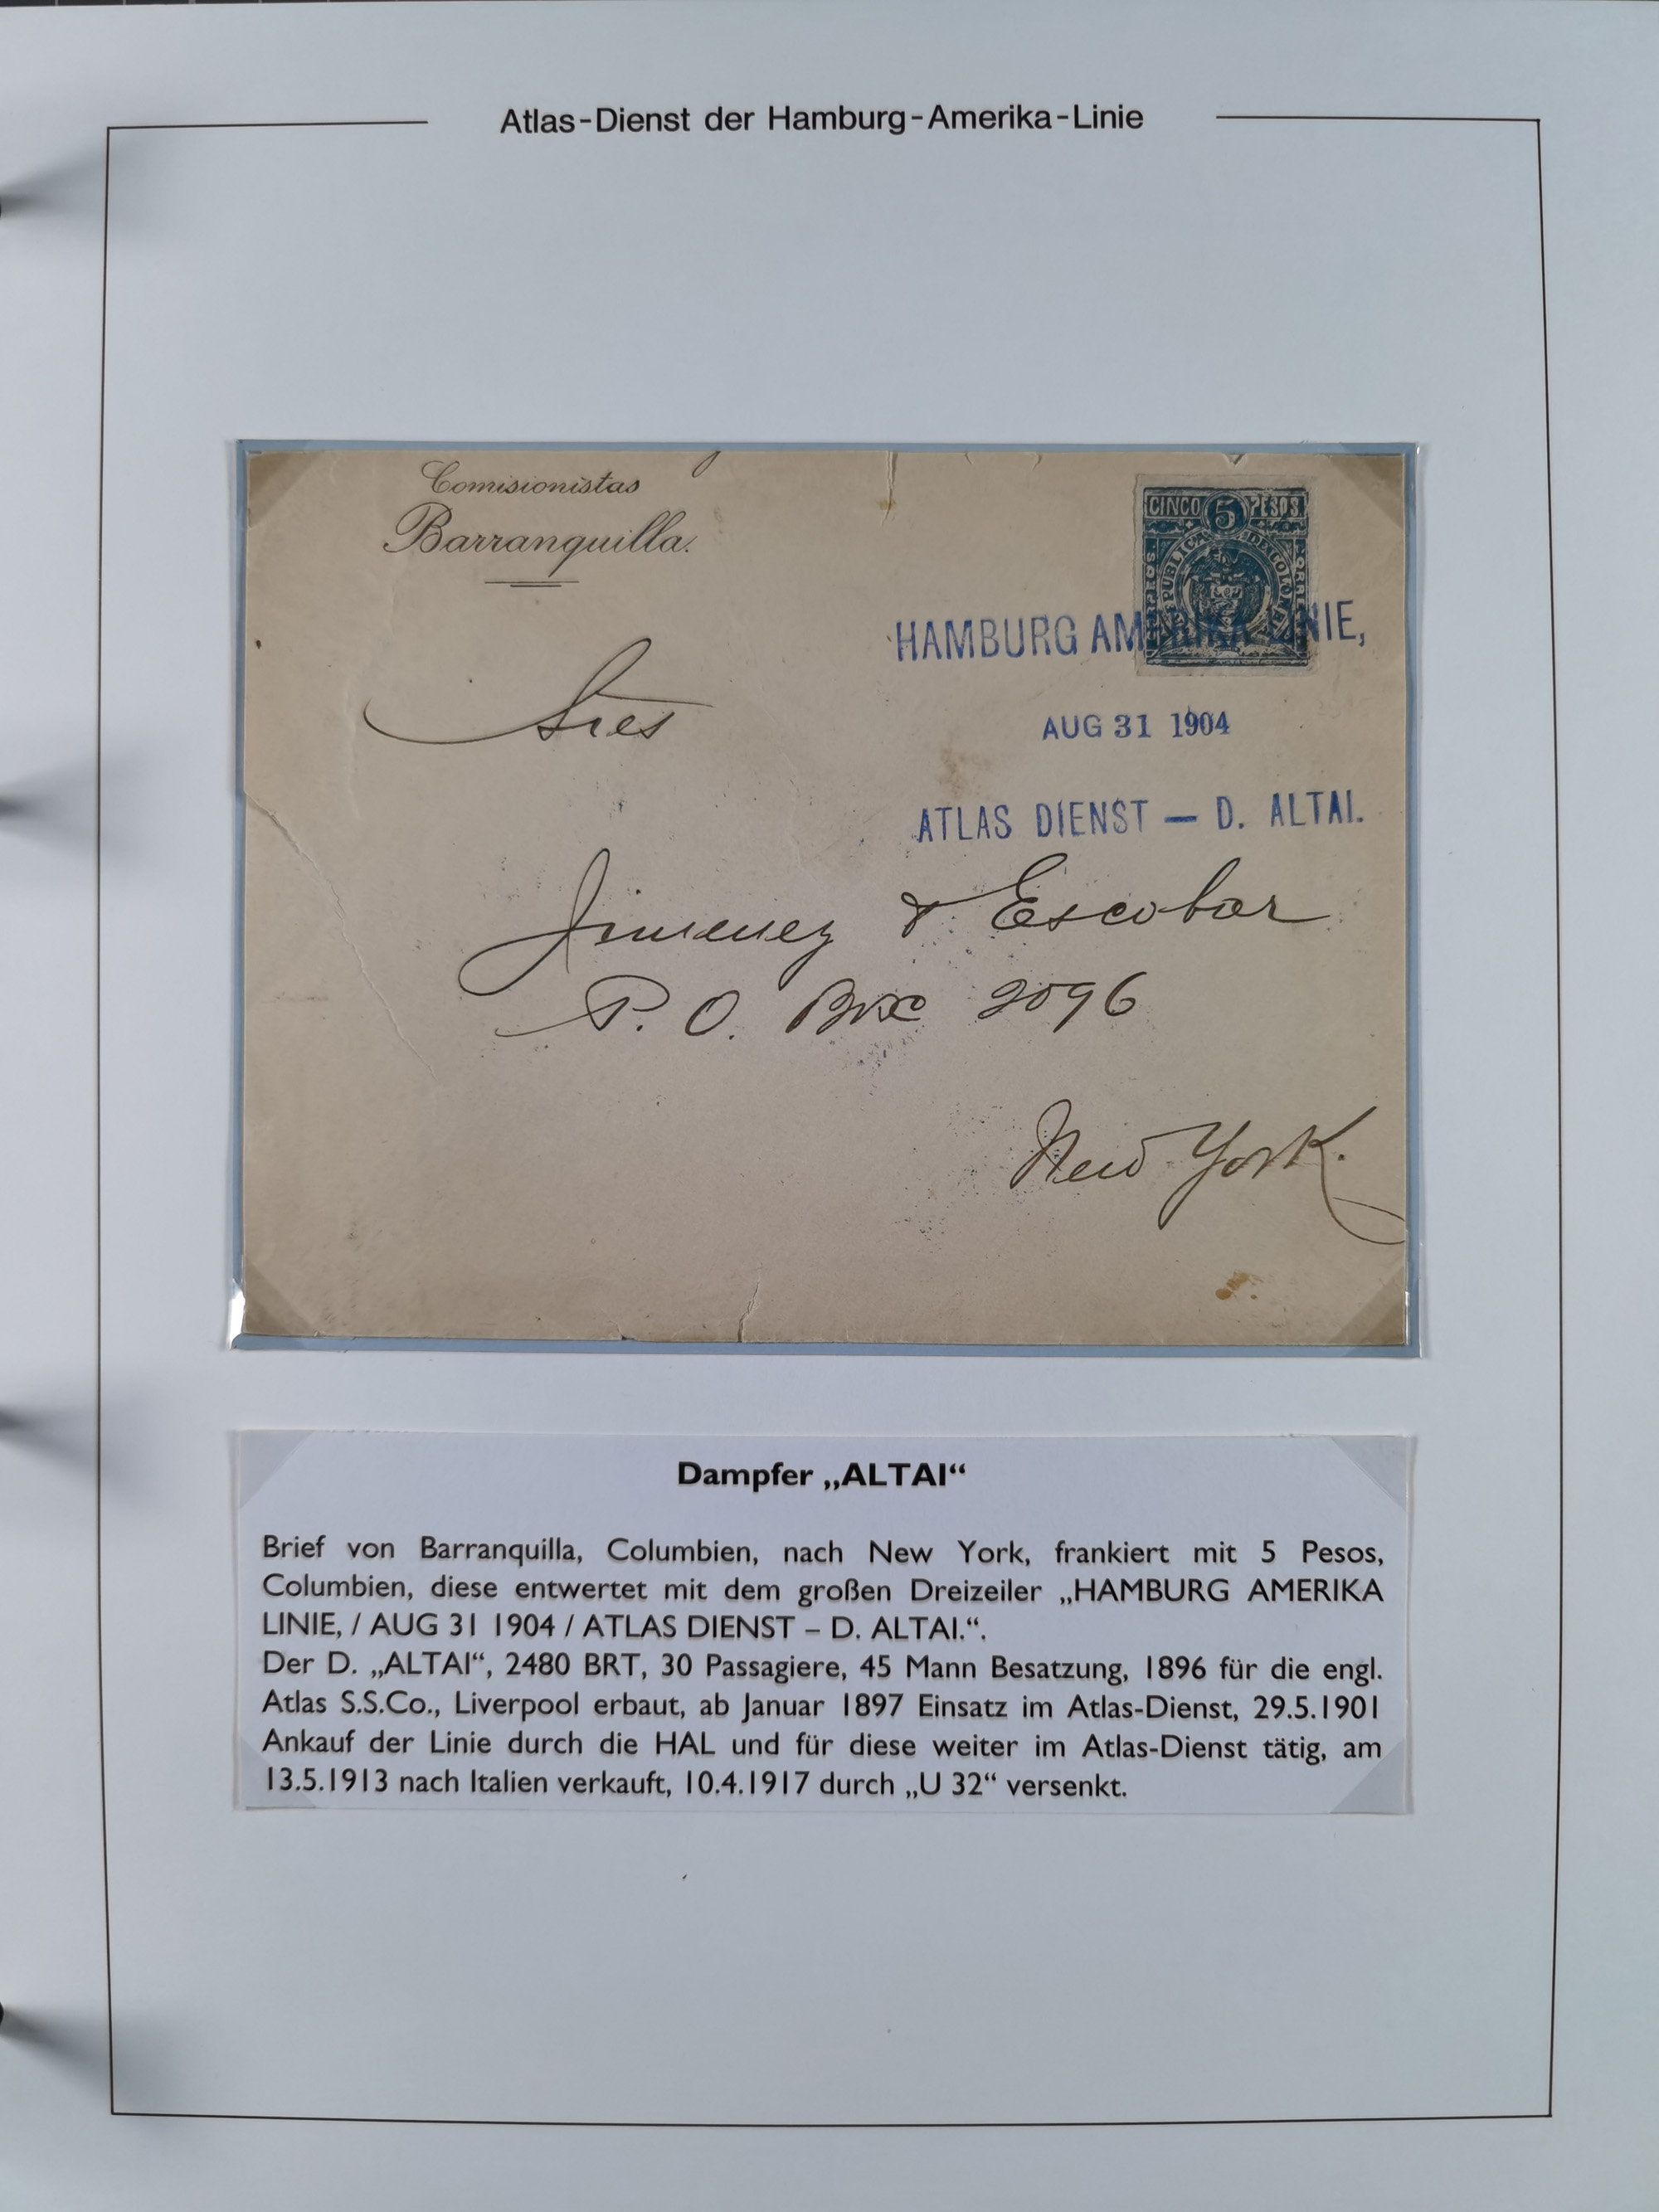 Atlas-Dienst der Hamburg-Amerika-Linie
Comisionistas
Barranquilla.
CINCO 5 PESOS
REPUBLICA DE COLOMBIA
HAMBURG AMERIKA LINIE,
Sres
AUG 31 1904
ATLAS DIENST — D. ALTAI.
Jimenez & Escobar
P. O. Box 2096
New York.
Dampfer „ALTAI“
Brief von Barranquilla, Columbien, nach New York, frankiert mit 5 Pesos,
Columbien, diese entwertet mit dem großen Dreizeiler „HAMBURG AMERIKA
LINIE, / AUG 31 1904 / ATLAS DIENST – D. ALTAI.“.
Der D. „ALTAI“, 2480 BRT, 30 Passagiere, 45 Mann Besatzung, 1896 für die engl.
Atlas S.S.Co., Liverpool erbaut, ab Januar 1897 Einsatz im Atlas-Dienst, 29.5.1901
Ankauf der Linie durch die HAL und für diese weiter im Atlas-Dienst tätig, am
13.5.1913 nach Italien verkauft, 10.4.1917 durch „U 32“ versenkt.